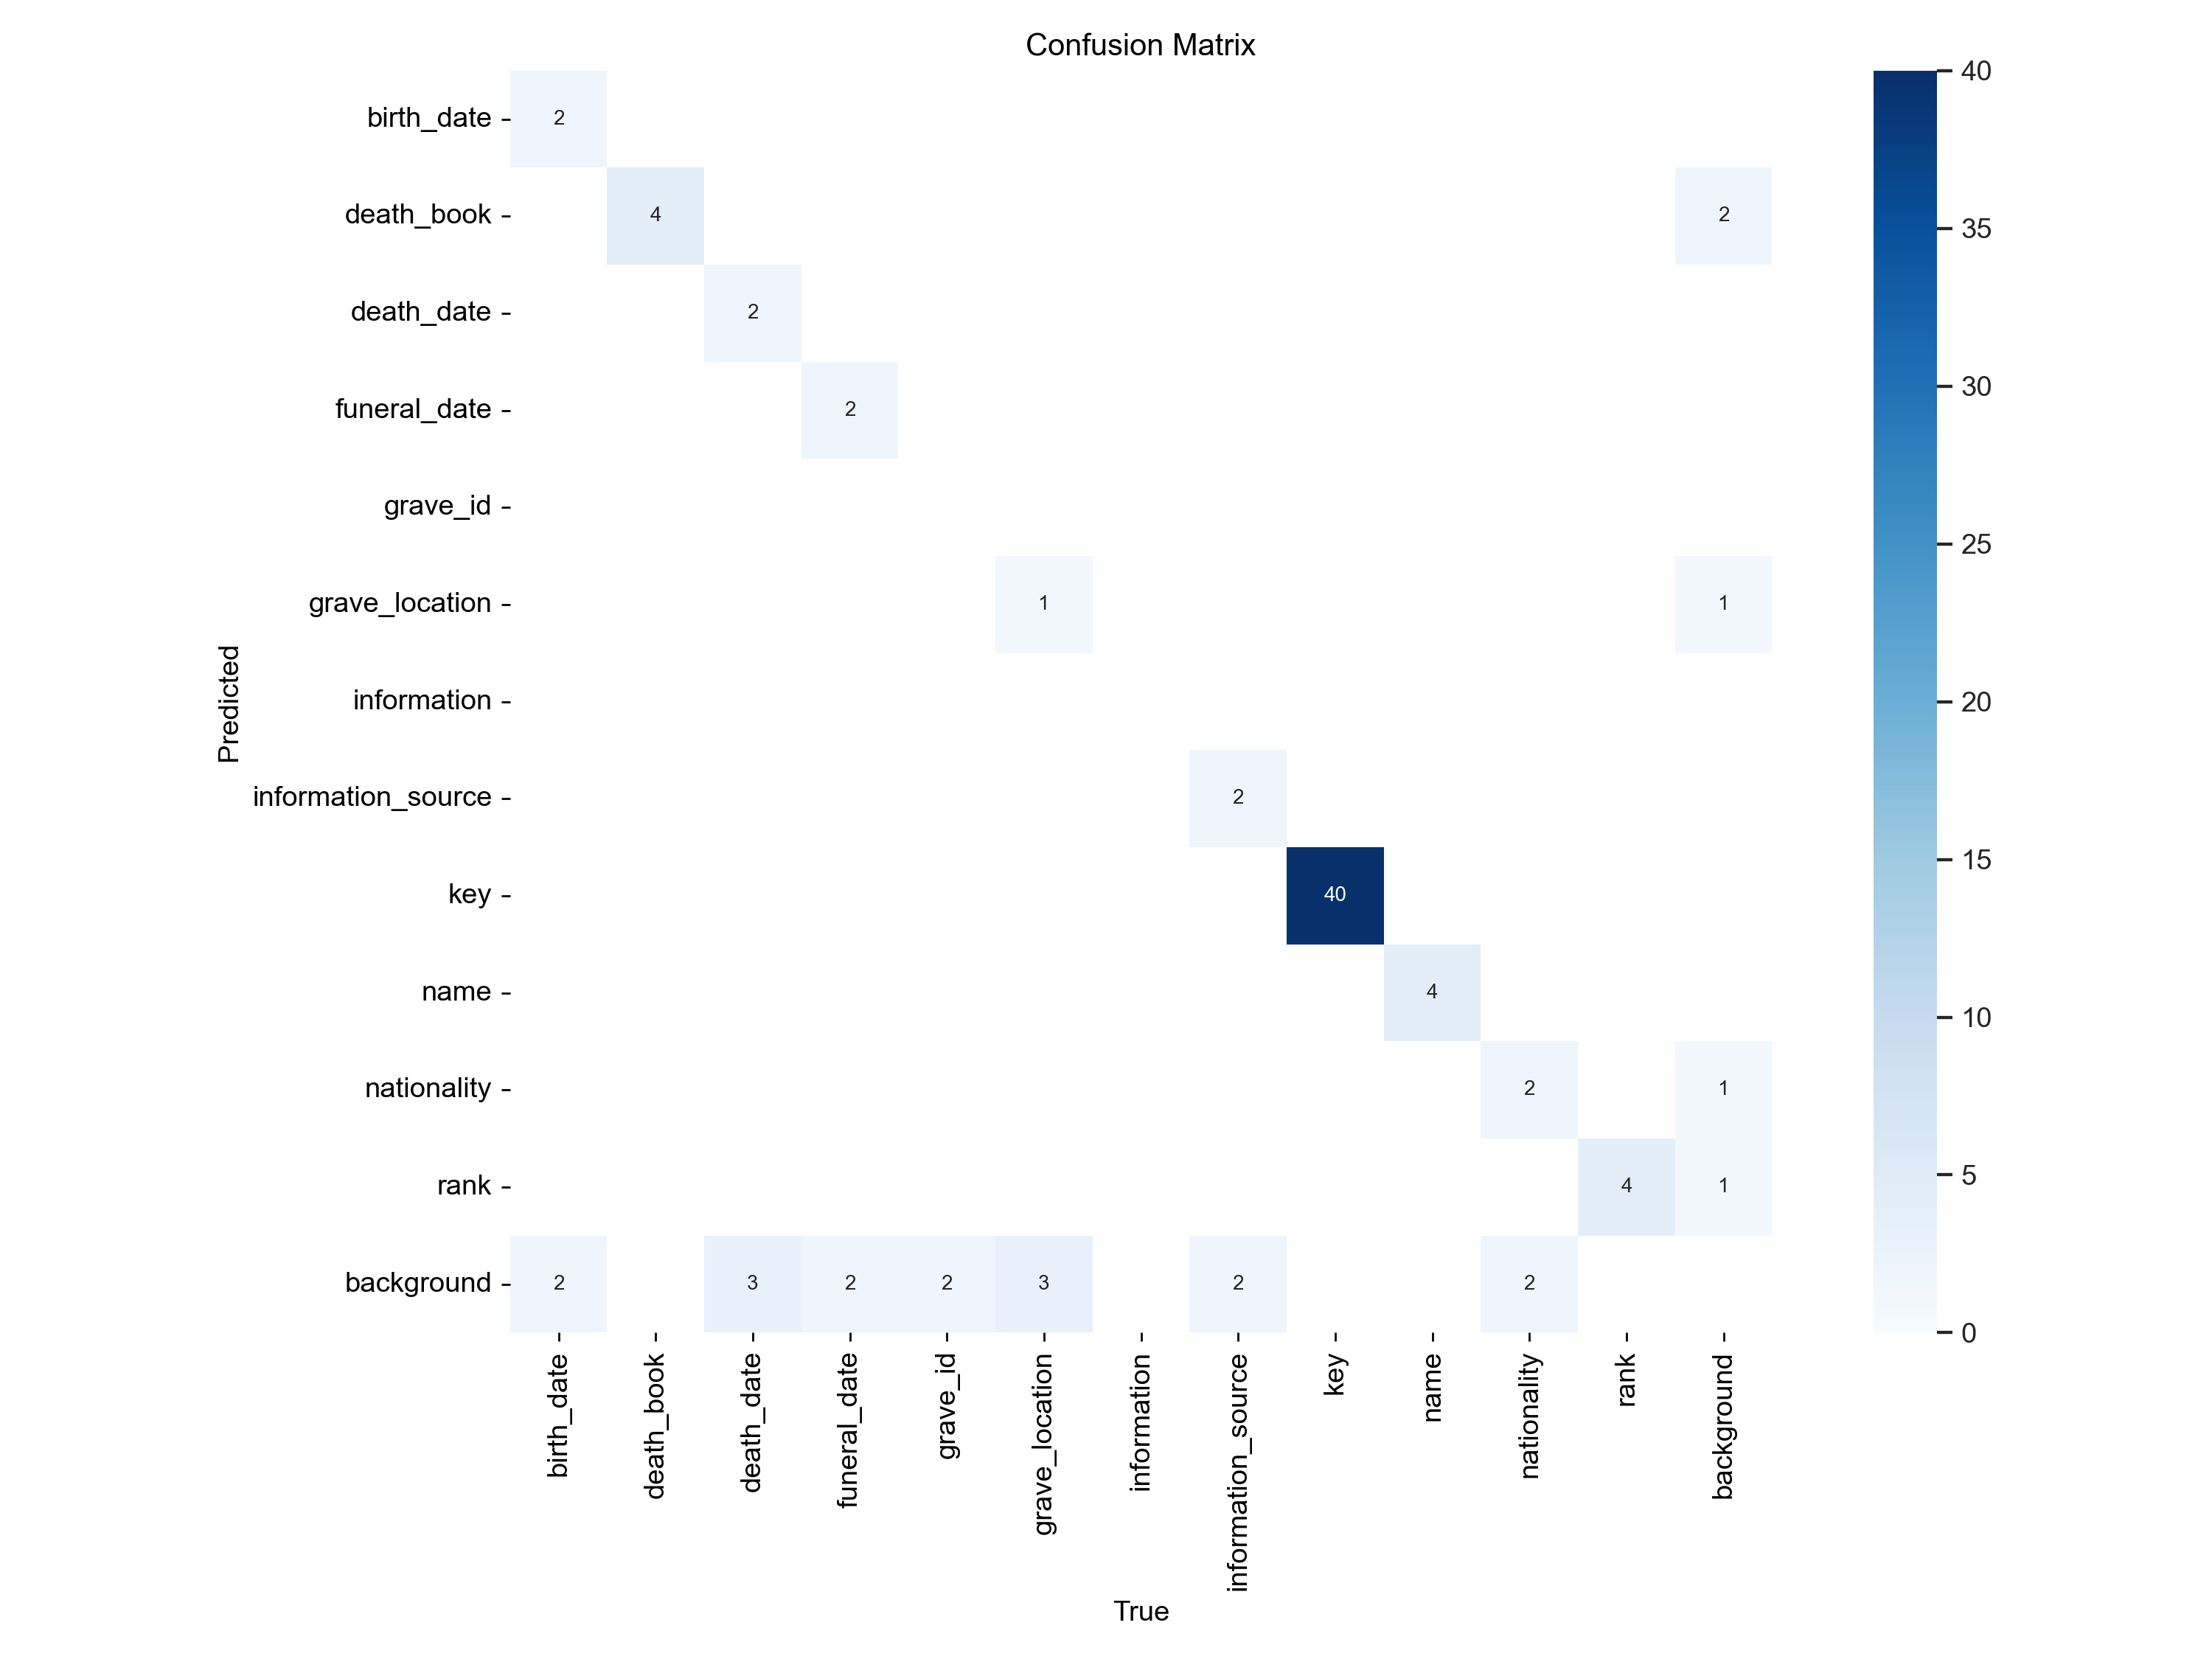 Confusion Matrix
birth_date 2
death_book 4 2
death_date 2
funeral_date 2
grave_id
grave_location 1 1
information
information_source 2
key 40
name 4
nationality 2 1
rank 4 1
background 2 3 2 2 3 2 2
birth_date death_book death_date funeral_date grave_id grave_location information information_source key name nationality rank background
True
Predicted
40
35
30
25
20
15
10
5
0